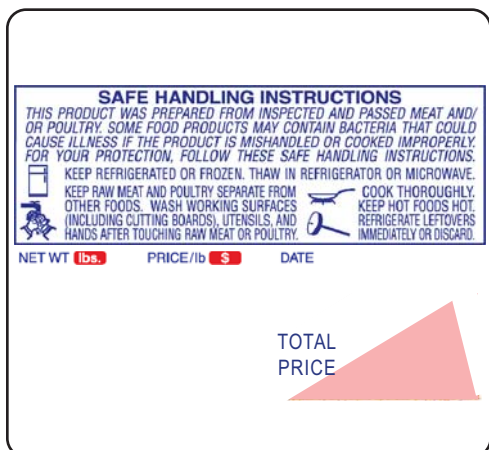 SAFE HANDLING INSTRUCTIONS
THIS PRODUCT WAS PREPARED FROM INSPECTED AND PASSED MEAT AND/
OR POULTRY. SOME FOOD PRODUCTS MAY CONTAIN BACTERIA THAT COULD
CAUSE ILLNESS IF THE PRODUCT IS MISHANDLED OR COOKED IMPROPERLY.
FOR YOUR PROTECTION, FOLLOW THESE SAFE HANDLING INSTRUCTIONS.
KEEP REFRIGERATED OR FROZEN. THAW IN REFRIGERATOR OR MICROWAVE.
KEEP RAW MEAT AND POULTRY SEPARATE FROM
OTHER FOODS. WASH WORKING SURFACES
(INCLUDING CUTTING BOARDS), UTENSILS, AND
HANDS AFTER TOUCHING RAW MEAT OR POULTRY.
COOK THOROUGHLY.
KEEP HOT FOODS HOT.
REFRIGERATE LEFTOVERS
IMMEDIATELY OR DISCARD.
NET WT lbs. PRICE/lb $ DATE
TOTAL
PRICE